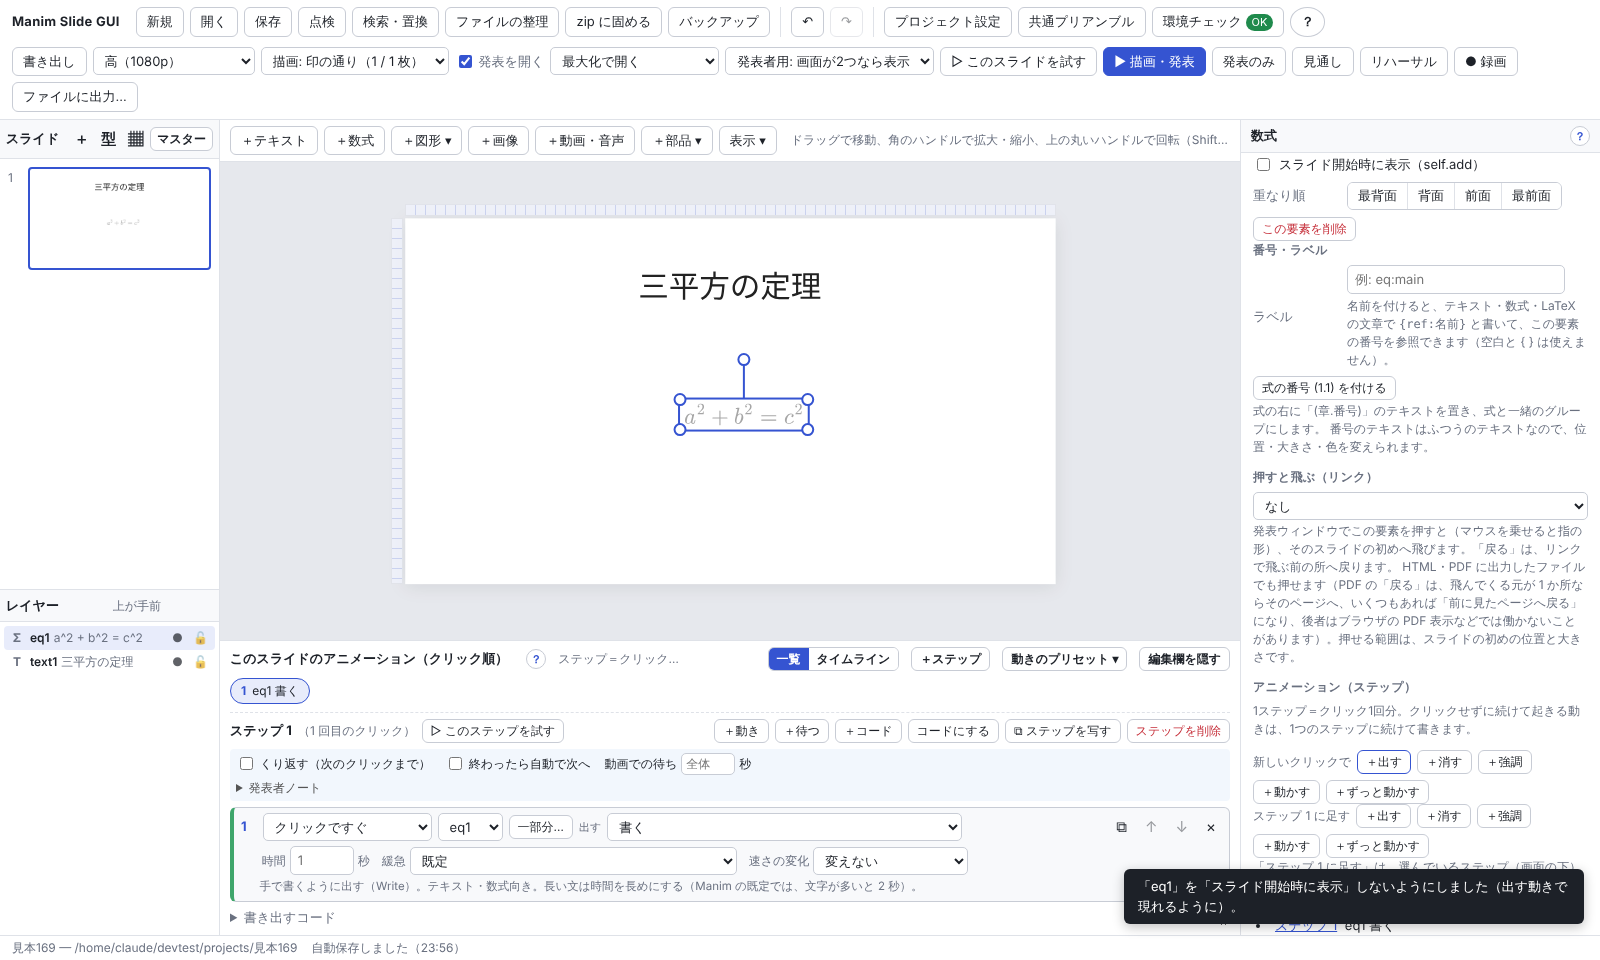 Manim Slide GUI 新規 開く 保存 点検 検索・置換 ファイルの整理 zip に固める バックアップ ↶ ↷ プロジェクト設定 共通プリアンブル 環境チェック OK ?
書き出し 高（1080p） 描画: 印の通り（1 / 1 枚） 発表を開く 最大化で開く 発表者用: 画面が2つなら表示 ▷ このスライドを試す ▶ 描画・発表 発表のみ 見通し リハーサル ● 録画
ファイルに出力...
スライド ＋ 型 ▦ マスター
＋テキスト ＋数式 ＋図形 ▾ ＋画像 ＋動画・音声 ＋部品 ▾ 表示 ▾ ドラッグで移動、角のハンドルで拡大・縮小、上の丸いハンドルで回転（Shift...
1
三平方の定理
a² + b² = c²
三平方の定理
a² + b² = c²
レイヤー 上が手前
Σ eq1 a^2 + b^2 = c^2
T text1 三平方の定理
このスライドのアニメーション（クリック順） ? ステップ＝クリック... 一覧 タイムライン ＋ステップ 動きのプリセット ▾ 編集欄を隠す
1 eq1 書く
ステップ 1 （1 回目のクリック） ▷ このステップを試す ＋動き ＋待つ ＋コード コードにする ⧉ ステップを写す ステップを削除
くり返す（次のクリックまで） 終わったら自動で次へ 動画での待ち 全体 秒
▶ 発表者ノート
1 クリックですぐ eq1 一部分... 出す 書く ⧉ ↑ ↓ ×
時間 1 秒 緩急 既定 速さの変化 変えない
手で書くように出す（Write）。テキスト・数式向き。長い文は時間を長めにする（Manim の既定では、文字が多いと 2 秒）。
▶ 書き出すコード
数式 ?
スライド開始時に表示（self.add）
重なり順 最背面 背面 前面 最前面
この要素を削除
番号・ラベル
例: eq:main
ラベル
名前を付けると、テキスト・数式・LaTeX
の文章で {ref:名前} と書いて、この要素
の番号を参照できます（空白と { } は使えま
せん）。
式の番号 (1.1) を付ける
式の右に「(章.番号)」のテキストを置き、式と一緒のグルー
プにします。 番号のテキストはふつうのテキストなので、位
置・大きさ・色を変えられます。
押すと飛ぶ（リンク）
なし
発表ウィンドウでこの要素を押すと（マウスを乗せると指の
形）、そのスライドの初めへ飛びます。「戻る」は、リンク
で飛ぶ前の所へ戻ります。 HTML・PDF に出力したファイル
でも押せます（PDF の「戻る」は、飛んでくる元が 1 か所な
らそのページへ、いくつもあれば「前に見たページへ戻る」
になり、後者はブラウザの PDF 表示などでは働かないこと
があります）。押せる範囲は、スライドの初めの位置と大き
さです。
アニメーション（ステップ）
1ステップ＝クリック1回分。クリックせずに続けて起きる動
きは、1つのステップに続けて書きます。
新しいクリックで ＋出す ＋消す ＋強調
＋動かす ＋ずっと動かす
ステップ 1 に足す ＋出す ＋消す ＋強調
＋動かす ＋ずっと動かす
「ステップ 1 に足す」は、選んでいるステップ（画面の下）
「eq1」を「スライド開始時に表示」しないようにしました（出す動きで
現れるように）。
ステップ 1 eq1 書く
見本169 — /home/claude/devtest/projects/見本169 自動保存しました（23:56）